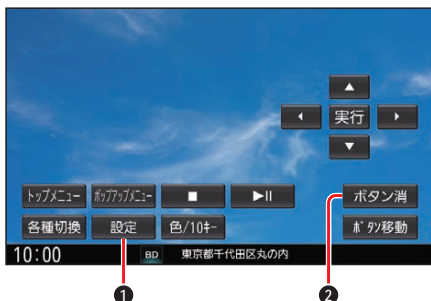 実行
トップメニュー ポップアップメニュー ボタン消
各種切換 設定 色/10キー ボタン移動
10:00 BD 東京都千代田区丸の内
1 2